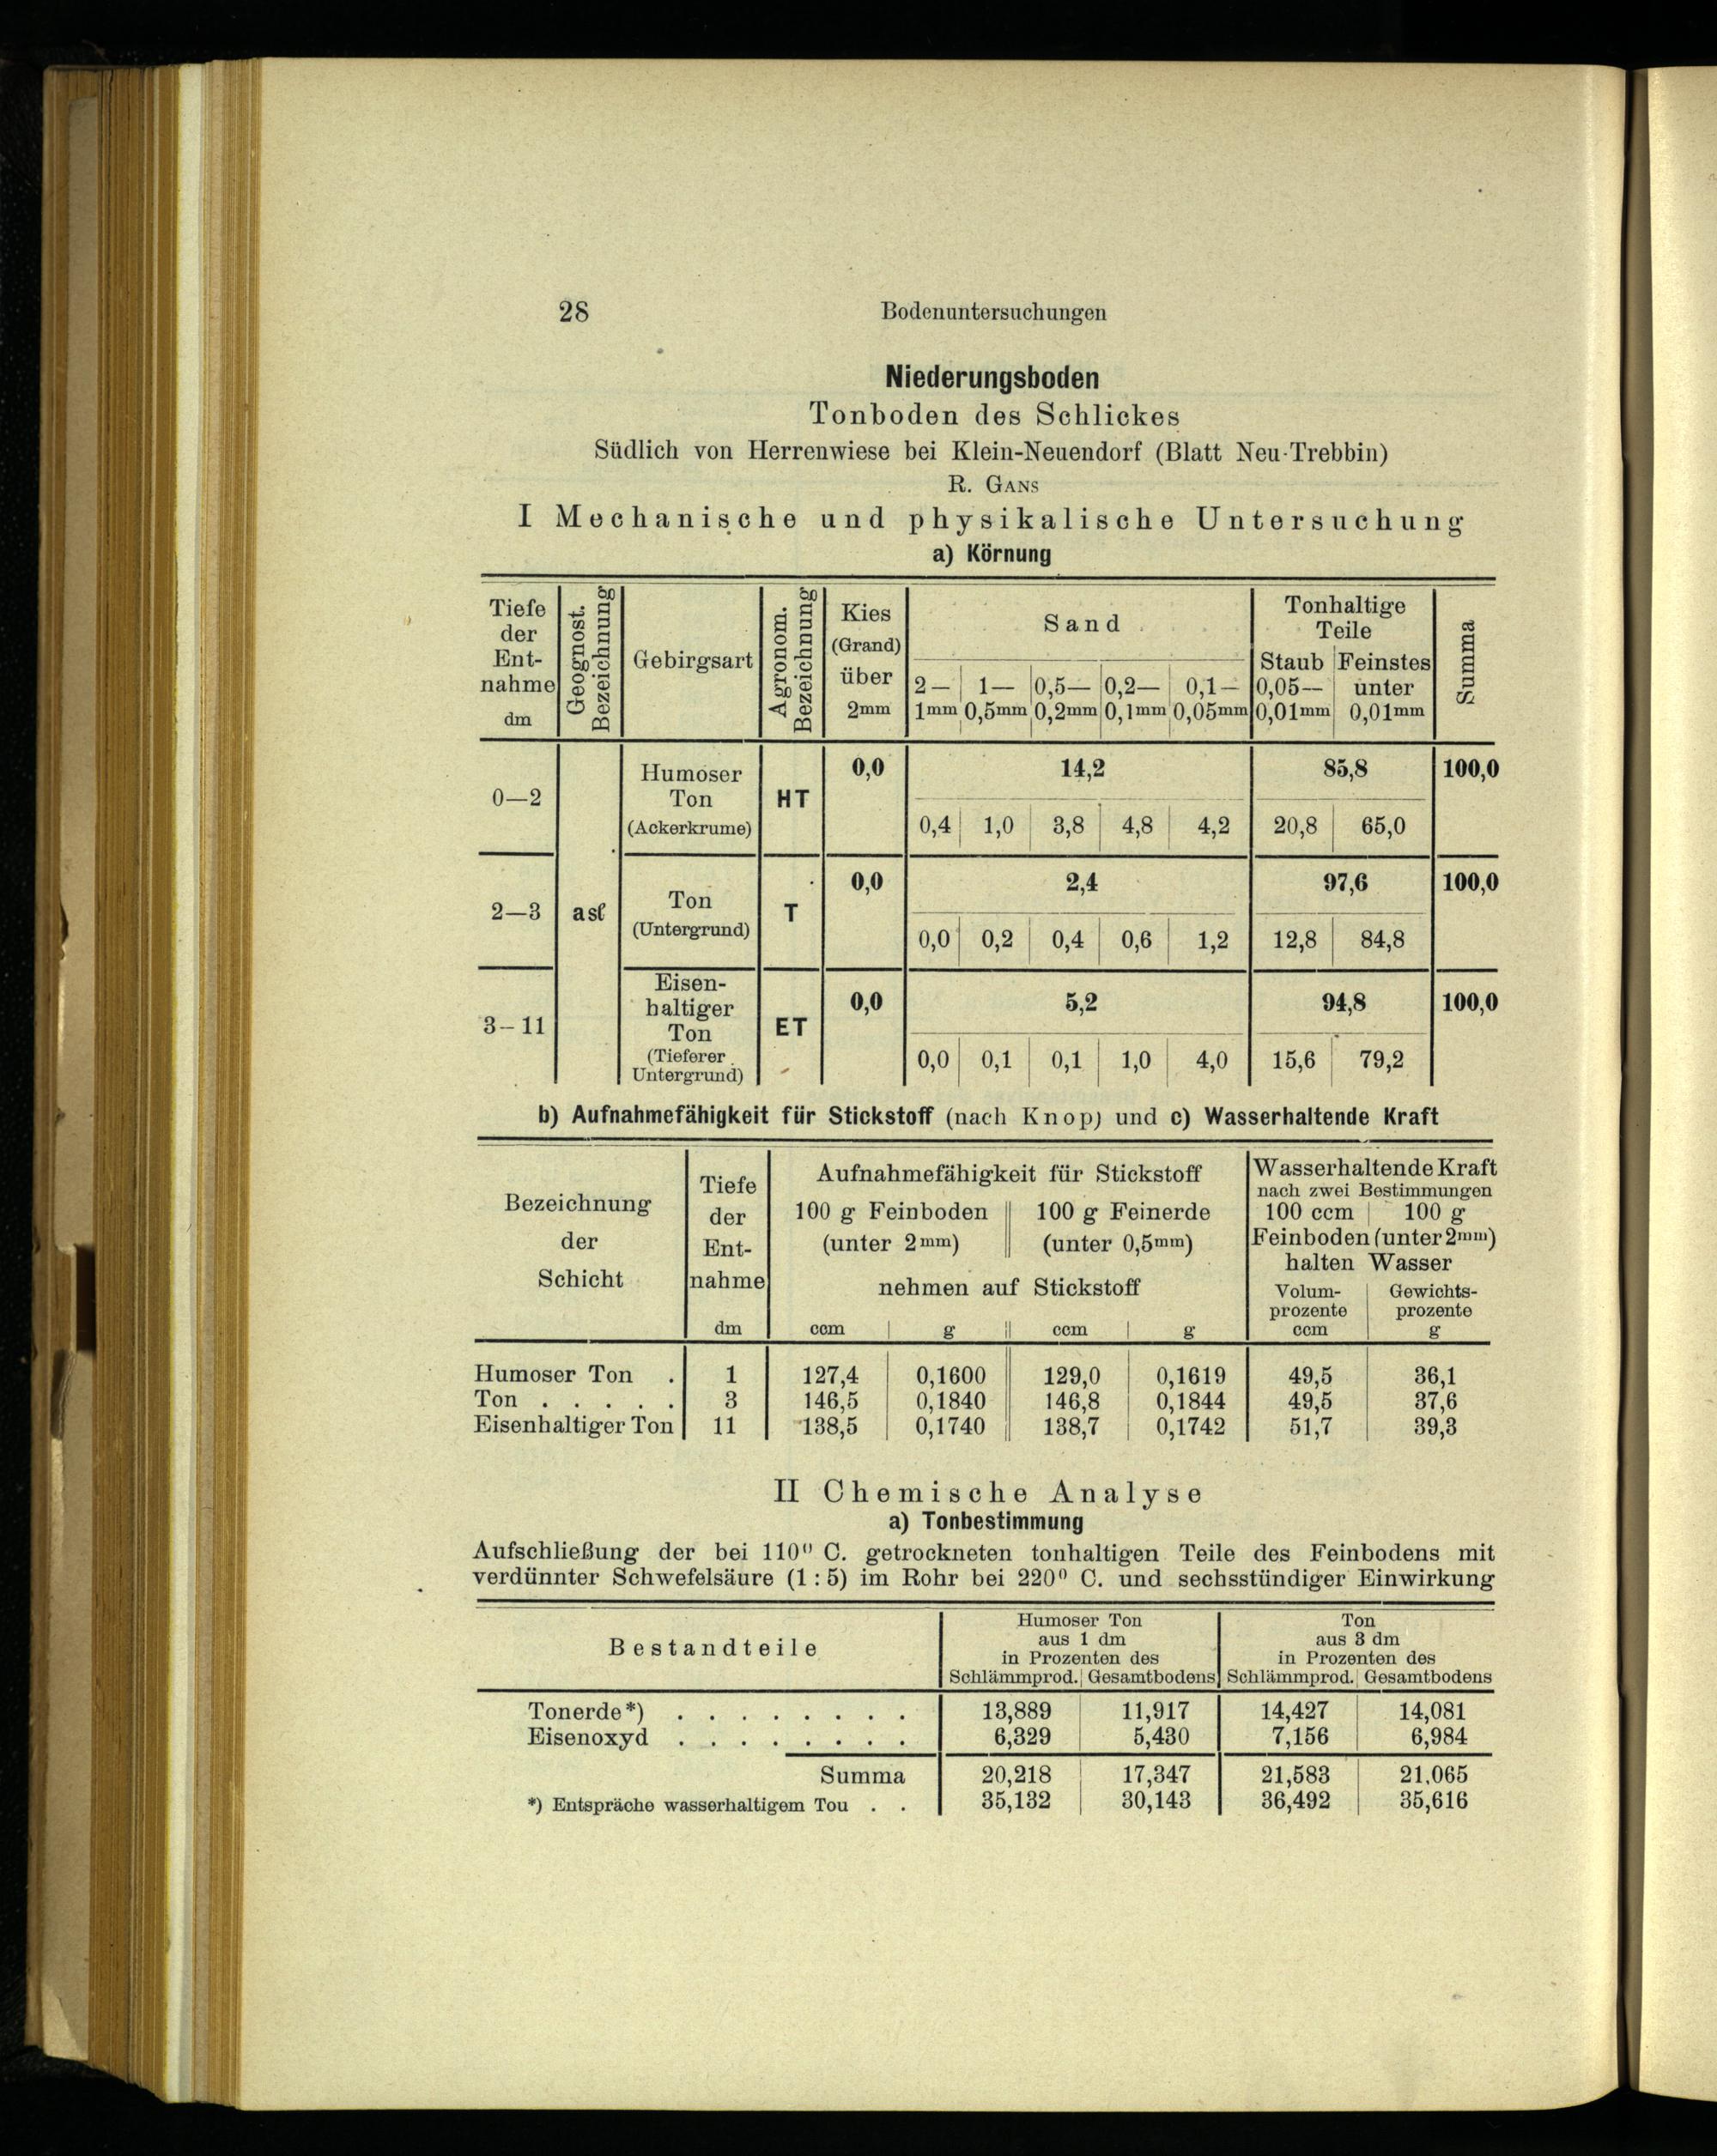 28 Bodenuntersuchungen
Niederungsboden
Tonboden des Schlickes
Südlich von Herrenwiese bei Klein-Neuendorf (Blatt Neu-Trebbin)
R. GANS
I Mechanische und physikalische Untersuchung
a) Körnung
Tiefe der Ent- nahme dm | Geognost. Bezeichnung | Gebirgsart | Agronom. Bezeichnung | Kies (Grand) über 2mm | Sand | Tonhaltige Teile | Summa
2— 1mm | 1— 0,5mm | 0,5— 0,2mm | 0,2— 0,1mm | 0,1— 0,05mm | Staub 0,05— 0,01mm | Feinstes unter 0,01mm
0—2 | Humoser Ton (Ackerkrume) | HT | 0,0 | 14,2 | 85,8 | 100,0
0,4 | 1,0 | 3,8 | 4,8 | 4,2 | 20,8 | 65,0
2—3 | asf | Ton (Untergrund) | T | 0,0 | 2,4 | 97,6 | 100,0
0,0 | 0,2 | 0,4 | 0,6 | 1,2 | 12,8 | 84,8
3–11 | Eisen- haltiger Ton (Tieferer Untergrund) | ET | 0,0 | 5,2 | 94,8 | 100,0
0,0 | 0,1 | 0,1 | 1,0 | 4,0 | 15,6 | 79,2
b) Aufnahmefähigkeit für Stickstoff (nach Knop) und c) Wasserhaltende Kraft
Bezeichnung der Schicht | Tiefe der Ent- nahme dm | Aufnahmefähigkeit für Stickstoff | Wasserhaltende Kraft
nach zwei Bestimmungen
100 g Feinboden (unter 2mm) | 100 g Feinerde (unter 0,5mm) | 100 ccm | 100 g
Feinboden (unter 2mm)
halten Wasser
nehmen auf Stickstoff | Volum- prozente | Gewichts- prozente
ccm | g | ccm | g | ccm | g
Humoser Ton . | 1 | 127,4 | 0,1600 | 129,0 | 0,1619 | 49,5 | 36,1
Ton . . . . . | 3 | 146,5 | 0,1840 | 146,8 | 0,1844 | 49,5 | 37,6
Eisenhaltiger Ton | 11 | 138,5 | 0,1740 | 138,7 | 0,1742 | 51,7 | 39,3
II Chemische Analyse
a) Tonbestimmung
Aufschließung der bei 110⁰ C. getrockneten tonhaltigen Teile des Feinbodens mit
verdünnter Schwefelsäure (1 : 5) im Rohr bei 220⁰ C. und sechsstündiger Einwirkung
Bestandteile | Humoser Ton aus 1 dm in Prozenten des | Ton aus 3 dm in Prozenten des
Schlämmprod. | Gesamtbodens | Schlämmprod. | Gesamtbodens
Tonerde*) . . . . . . . . | 13,889 | 11,917 | 14,427 | 14,081
Eisenoxyd . . . . . . . . | 6,329 | 5,430 | 7,156 | 6,984
Summa | 20,218 | 17,347 | 21,583 | 21.065
*) Entspräche wasserhaltigem Tou . . | 35,132 | 30,143 | 36,492 | 35,616